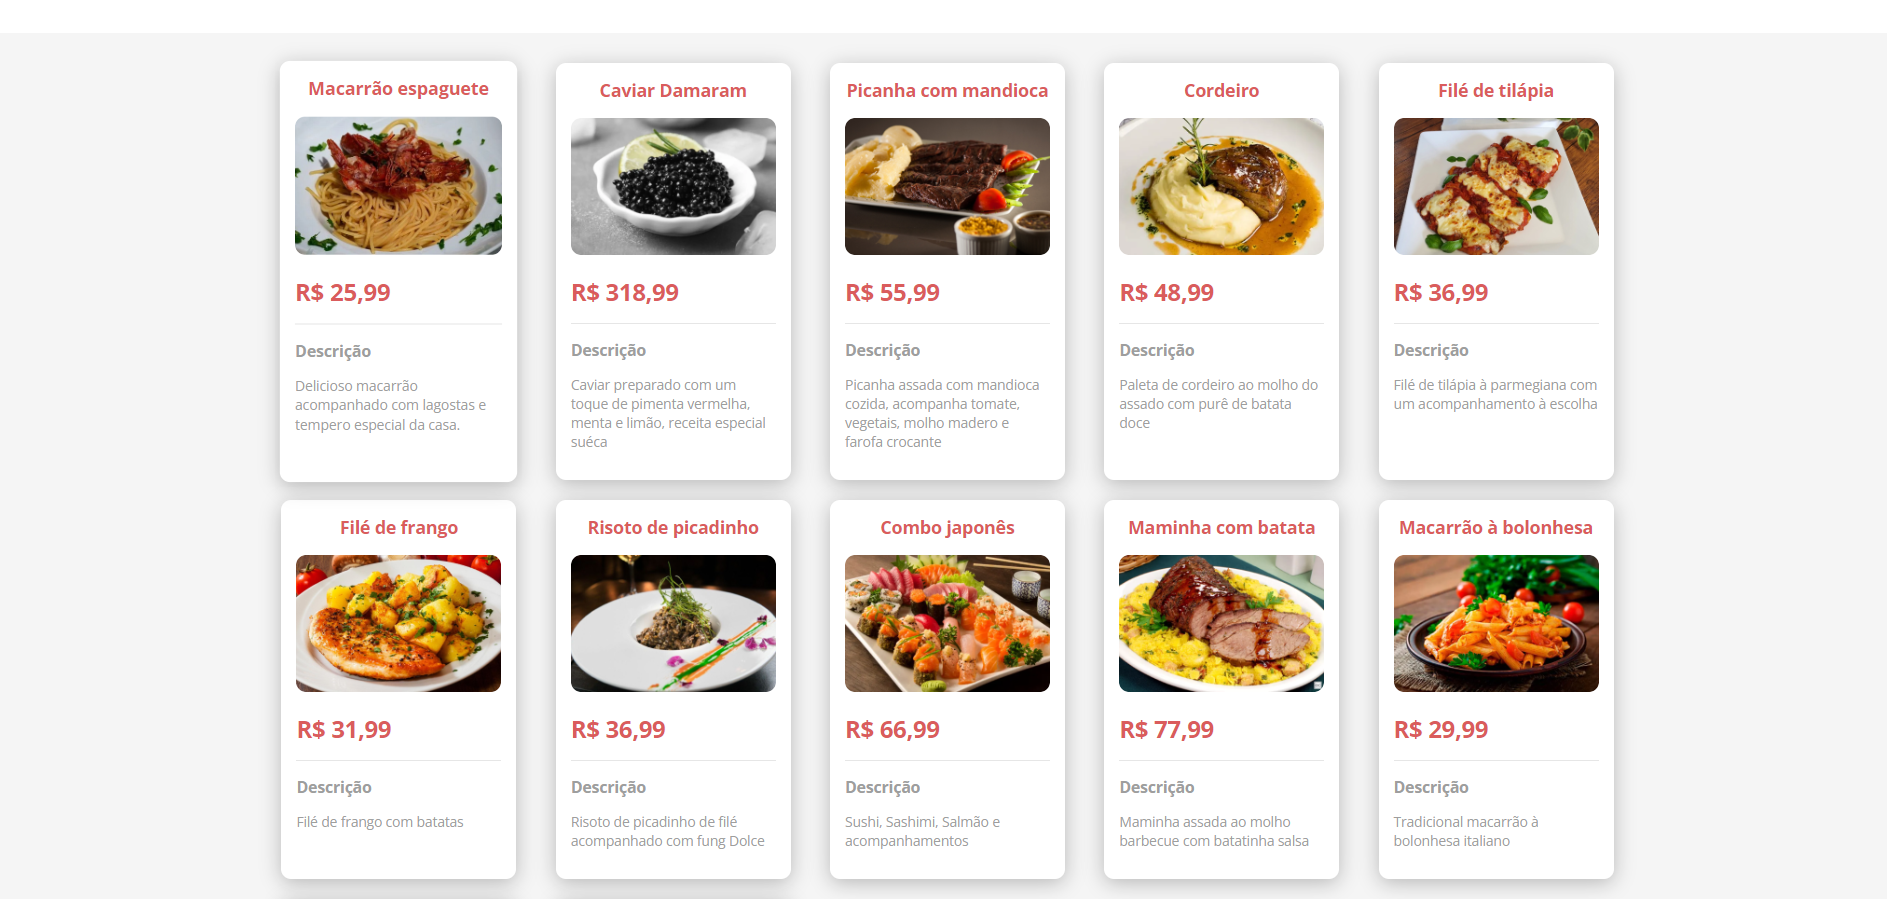 Macarrão espaguete
R$ 25,99
Descrição
Delicioso macarrão
acompanhado com lagostas e
tempero especial da casa.
Caviar Damaram
R$ 318,99
Descrição
Caviar preparado com um
toque de pimenta vermelha,
menta e limão, receita especial
suéca
Picanha com mandioca
R$ 55,99
Descrição
Picanha assada com mandioca
cozida, acompanha tomate,
vegetais, molho madero e
farofa crocante
Cordeiro
R$ 48,99
Descrição
Paleta de cordeiro ao molho do
assado com purê de batata
doce
Filé de tilápia
R$ 36,99
Descrição
Filé de tilápia à parmegiana com
um acompanhamento à escolha
Filé de frango
R$ 31,99
Descrição
Filé de frango com batatas
Risoto de picadinho
R$ 36,99
Descrição
Risoto de picadinho de filé
acompanhado com fung Dolce
Combo japonês
R$ 66,99
Descrição
Sushi, Sashimi, Salmão e
acompanhamentos
Maminha com batata
R$ 77,99
Descrição
Maminha assada ao molho
barbecue com batatinha salsa
Macarrão à bolonhesa
R$ 29,99
Descrição
Tradicional macarrão à
bolonhesa italiano